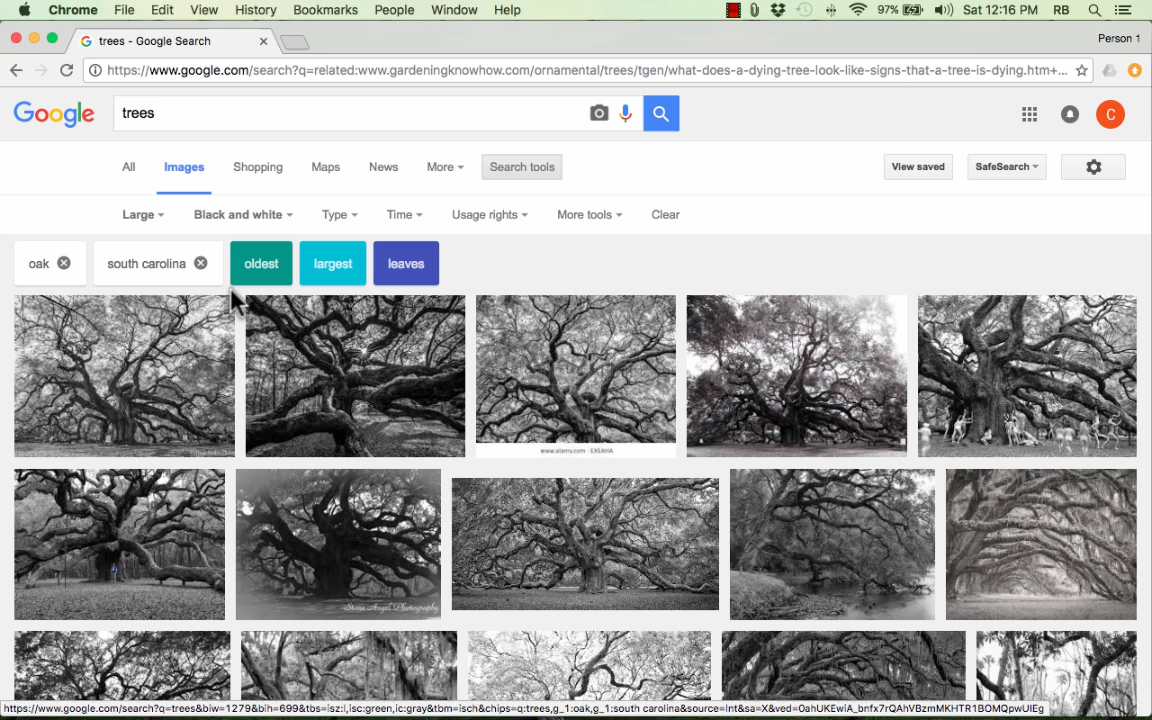 Chrome File Edit View History Bookmarks People Window Help 97% Sat 12:16 PM RB
trees - Google Search Person 1
https://www.google.com/search?q=related:www.gardeningknowhow.com/ornamental/trees/tgen/what-does-a-dying-tree-look-like-signs-that-a-tree-is-dying.htm+...
Google trees C
All Images Shopping Maps News More Search tools View saved SafeSearch
Large Black and white Type Time Usage rights More tools Clear
oak south carolina oldest largest leaves
www.alamy.com - EXEAHA
Stone Angel Photography
https://www.google.com/search?q=trees&biw=1279&bih=699&tbs=isz:l,isc:green,ic:gray&tbm=isch&chips=q:trees,g_1:oak,g_1:south carolina&source=lnt&sa=X&ved=0ahUKEwiA_bnfx7rQAhVBzmMKHTR1BOMQpwUIEg